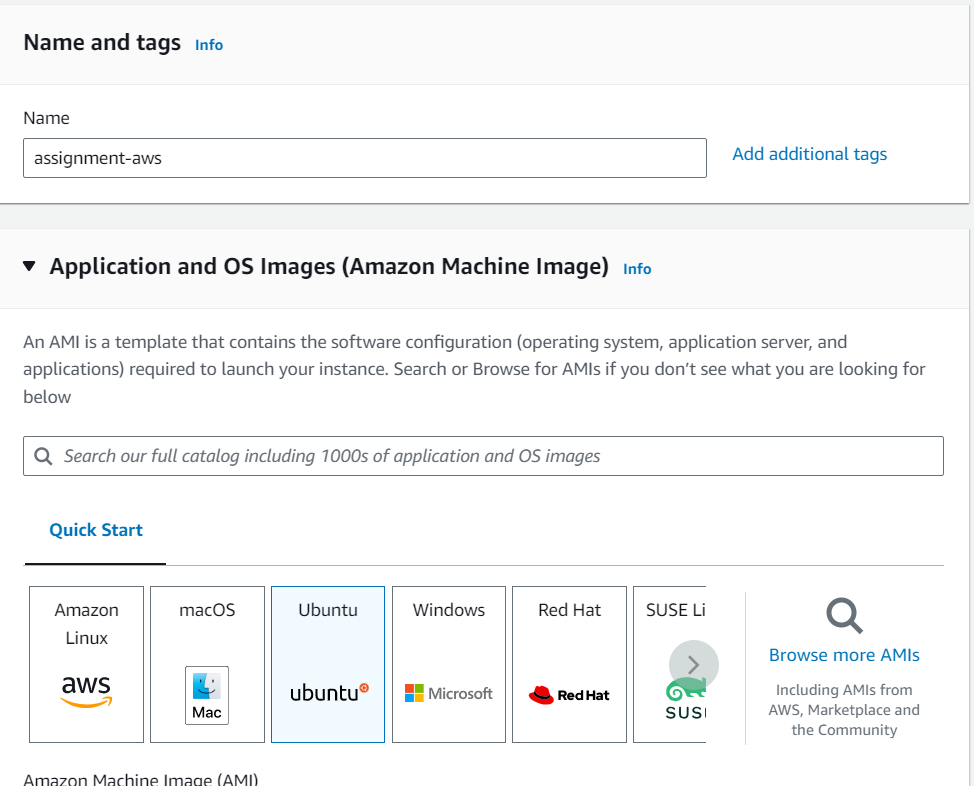 Name and tags Info
Name
assignment-aws
Add additional tags
Application and OS Images (Amazon Machine Image) Info
An AMI is a template that contains the software configuration (operating system, application server, and
applications) required to launch your instance. Search or Browse for AMIs if you don’t see what you are looking for
below
Search our full catalog including 1000s of application and OS images
Quick Start
Amazon
Linux
aws
macOS
Mac
Ubuntu
ubuntu
Windows
Microsoft
Red Hat
Red Hat
SUSE Li
SUS
Browse more AMIs
Including AMIs from
AWS, Marketplace and
the Community
Amazon Machine Image (AMI)